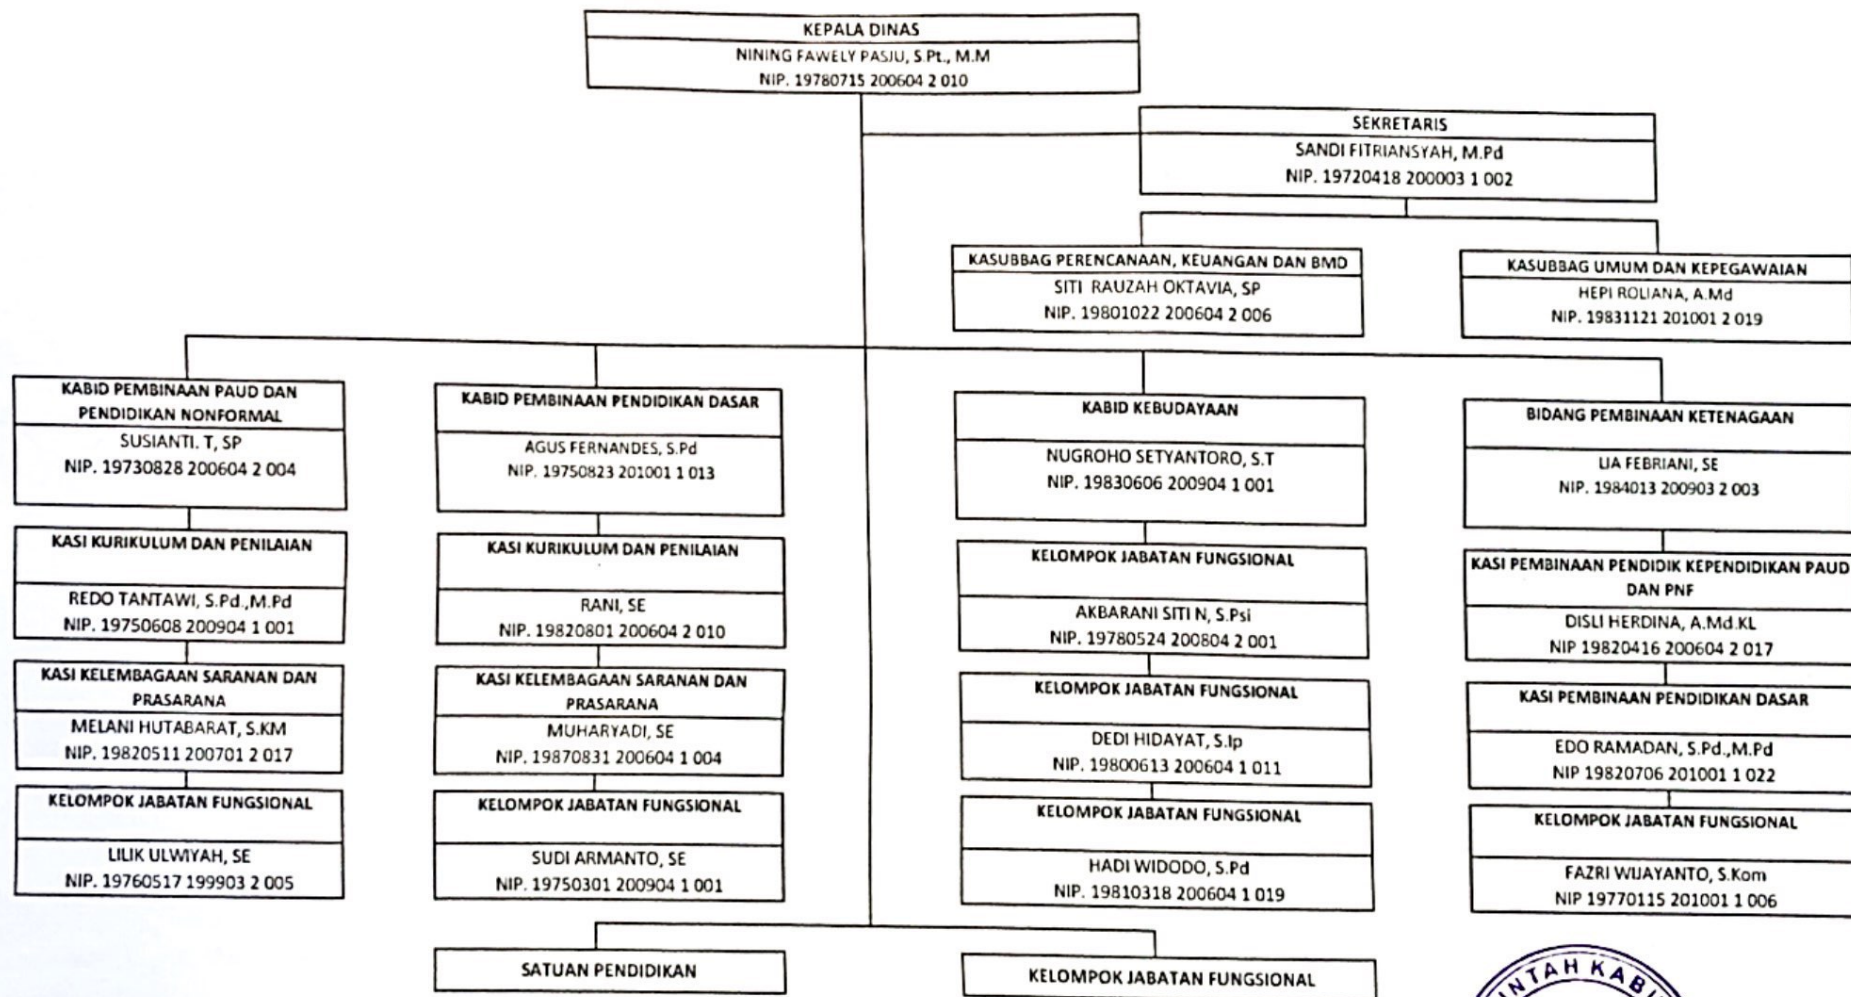 KEPALA DINAS
NINING FAWELY PASJU, S.Pt., M.M
NIP. 19780715 200604 2 010
SEKRETARIS
SANDI FITRIANSYAH, M.Pd
NIP. 19720418 200003 1 002
KASUBBAG PERENCANAAN, KEUANGAN DAN BMD
SITI RAUZAH OKTAVIA, SP
NIP. 19801022 200604 2 006
KASUBBAG UMUM DAN KEPEGAWAIAN
HEPI ROLIANA, A.Md
NIP. 19831121 201001 2 019
KABID PEMBINAAN PAUD DAN
PENDIDIKAN NONFORMAL
SUSIANTI. T, SP
NIP. 19730828 200604 2 004
KASI KURIKULUM DAN PENILAIAN
REDO TANTAWI, S.Pd.,M.Pd
NIP. 19750608 200904 1 001
KASI KELEMBAGAAN SARANAN DAN
PRASARANA
MELANI HUTABARAT, S.KM
NIP. 19820511 200701 2 017
KELOMPOK JABATAN FUNGSIONAL
LILIK ULWIYAH, SE
NIP. 19760517 199903 2 005
KABID PEMBINAAN PENDIDIKAN DASAR
AGUS FERNANDES, S.Pd
NIP. 19750823 201001 1 013
KASI KURIKULUM DAN PENILAIAN
RANI, SE
NIP. 19820801 200604 2 010
KASI KELEMBAGAAN SARANAN DAN
PRASARANA
MUHARYADI, SE
NIP. 19870831 200604 1 004
KELOMPOK JABATAN FUNGSIONAL
SUDI ARMANTO, SE
NIP. 19750301 200904 1 001
KABID KEBUDAYAAN
NUGROHO SETYANTORO, S.T
NIP. 19830606 200904 1 001
KELOMPOK JABATAN FUNGSIONAL
AKBARANI SITI N, S.Psi
NIP. 19780524 200804 2 001
KELOMPOK JABATAN FUNGSIONAL
DEDI HIDAYAT, S.Ip
NIP. 19800613 200604 1 011
KELOMPOK JABATAN FUNGSIONAL
HADI WIDODO, S.Pd
NIP. 19810318 200604 1 019
BIDANG PEMBINAAN KETENAGAAN
LIA FEBRIANI, SE
NIP. 1984013 200903 2 003
KASI PEMBINAAN PENDIDIK KEPENDIDIKAN PAUD
DAN PNF
DISLI HERDINA, A.Md.KL
NIP 19820416 200604 2 017
KASI PEMBINAAN PENDIDIKAN DASAR
EDO RAMADAN, S.Pd.,M.Pd
NIP 19820706 201001 1 022
KELOMPOK JABATAN FUNGSIONAL
FAZRI WIJAYANTO, S.Kom
NIP 19770115 201001 1 006
SATUAN PENDIDIKAN
KELOMPOK JABATAN FUNGSIONAL